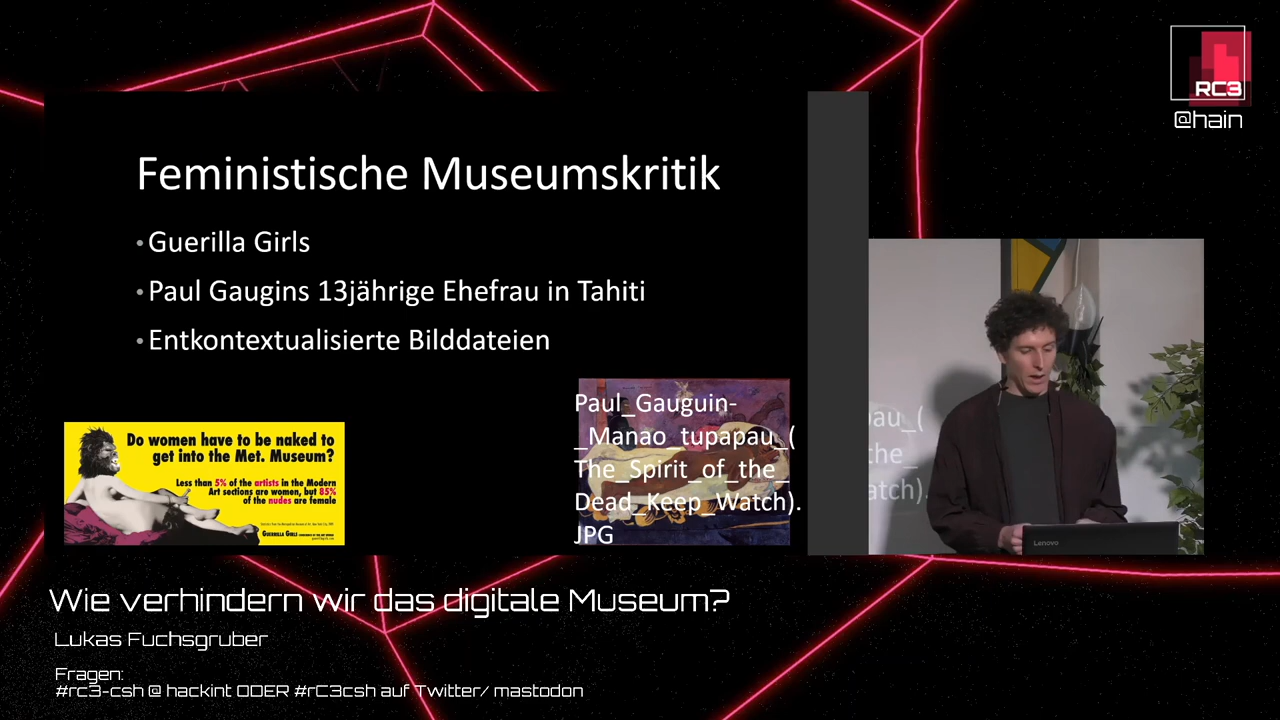 RC3
@hain
Feministische Museumskritik
• Guerilla Girls
• Paul Gaugins 13jährige Ehefrau in Tahiti
• Entkontextualisierte Bilddateien
Do women have to be naked to
get into the Met. Museum?
Less than 5% of the artists in the Modern
Art sections are women, but 85%
of the nudes are female
GUERRILLA GIRLS
Paul_Gauguin-
_Manao_tupapau_(
The_Spirit_of_the_
Dead_Keep_Watch).
JPG
pau_(
the_
atch).
Lenovo
Wie verhindern wir das digitale Museum?
Lukas Fuchsgruber
Fragen:
#rc3-csh @ hackint ODER #rC3csh auf Twitter/ mastodon